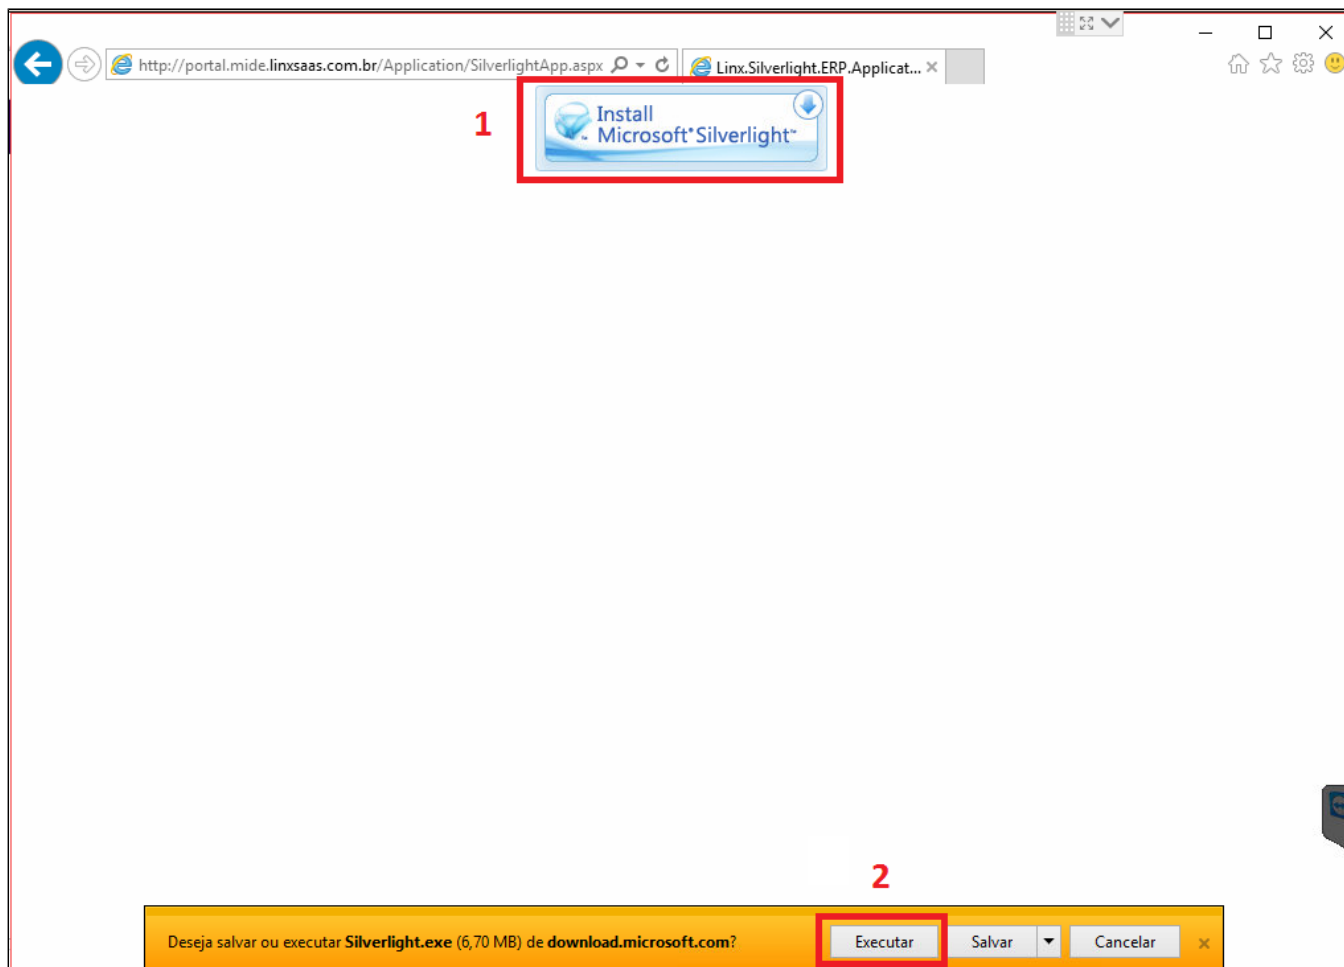 http://portal.mide.linxsaas.com.br/Application/SilverlightApp.aspx
Linx.Silverlight.ERP.Applicat...
1
Install
Microsoft® Silverlight™
2
Deseja salvar ou executar Silverlight.exe (6,70 MB) de download.microsoft.com?
Executar
Salvar
Cancelar